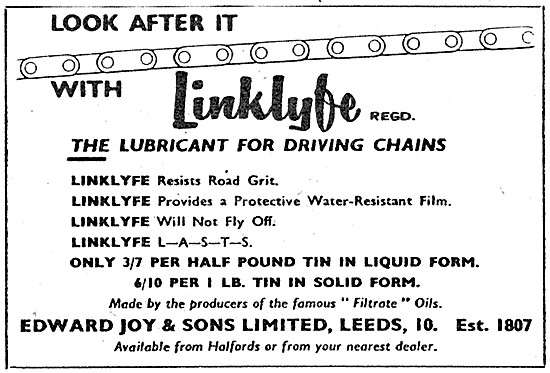 LOOK AFTER IT
WITH Linklyfe REGD.
THE LUBRICANT FOR DRIVING CHAINS
LINKLYFE Resists Road Grit.
LINKLYFE Provides a Protective Water-Resistant Film.
LINKLYFE Will Not Fly Off.
LINKLYFE L—A—S—T—S.
ONLY 3/7 PER HALF POUND TIN IN LIQUID FORM.
6/10 PER 1 LB. TIN IN SOLID FORM.
Made by the producers of the famous "Filtrate" Oils.
EDWARD JOY & SONS LIMITED, LEEDS, 10. Est. 1807
Available from Halfords or from your nearest dealer.